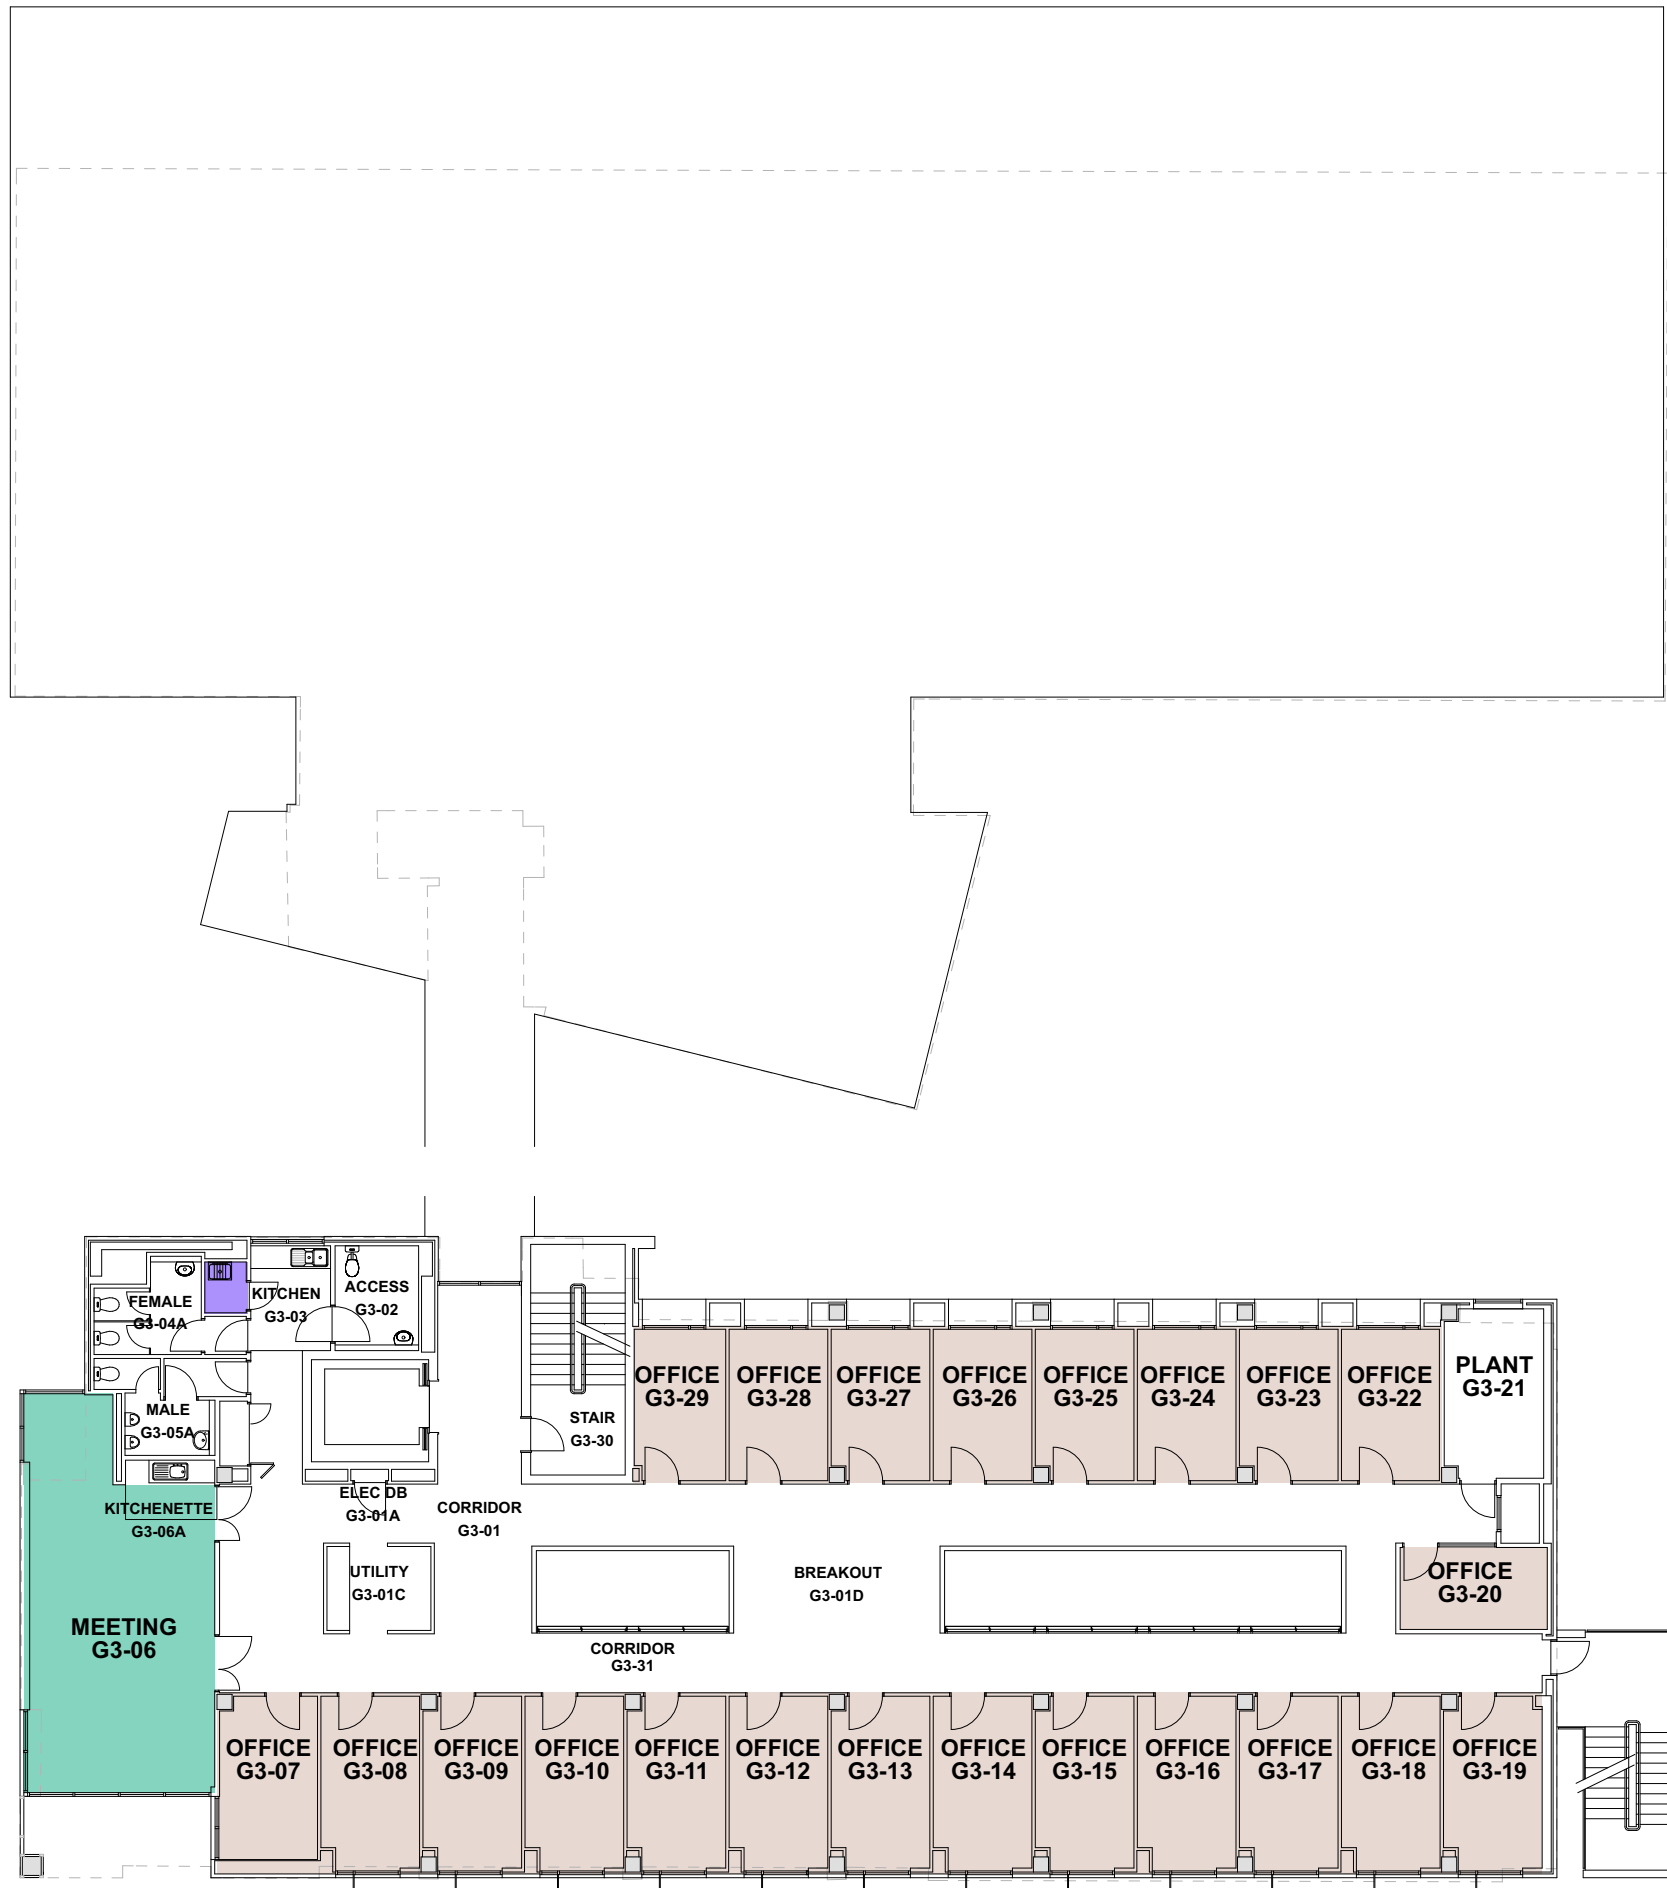 FEMALE
G3-04A
KITCHEN
G3-03
ACCESS
G3-02
MALE
G3-05A
STAIR
G3-30
OFFICE
G3-29
OFFICE
G3-28
OFFICE
G3-27
OFFICE
G3-26
OFFICE
G3-25
OFFICE
G3-24
OFFICE
G3-23
OFFICE
G3-22
PLANT
G3-21
KITCHENETTE
G3-06A
ELEC DB
G3-01A
CORRIDOR
G3-01
UTILITY
G3-01C
BREAKOUT
G3-01D
OFFICE
G3-20
MEETING
G3-06
CORRIDOR
G3-31
OFFICE
G3-07
OFFICE
G3-08
OFFICE
G3-09
OFFICE
G3-10
OFFICE
G3-11
OFFICE
G3-12
OFFICE
G3-13
OFFICE
G3-14
OFFICE
G3-15
OFFICE
G3-16
OFFICE
G3-17
OFFICE
G3-18
OFFICE
G3-19